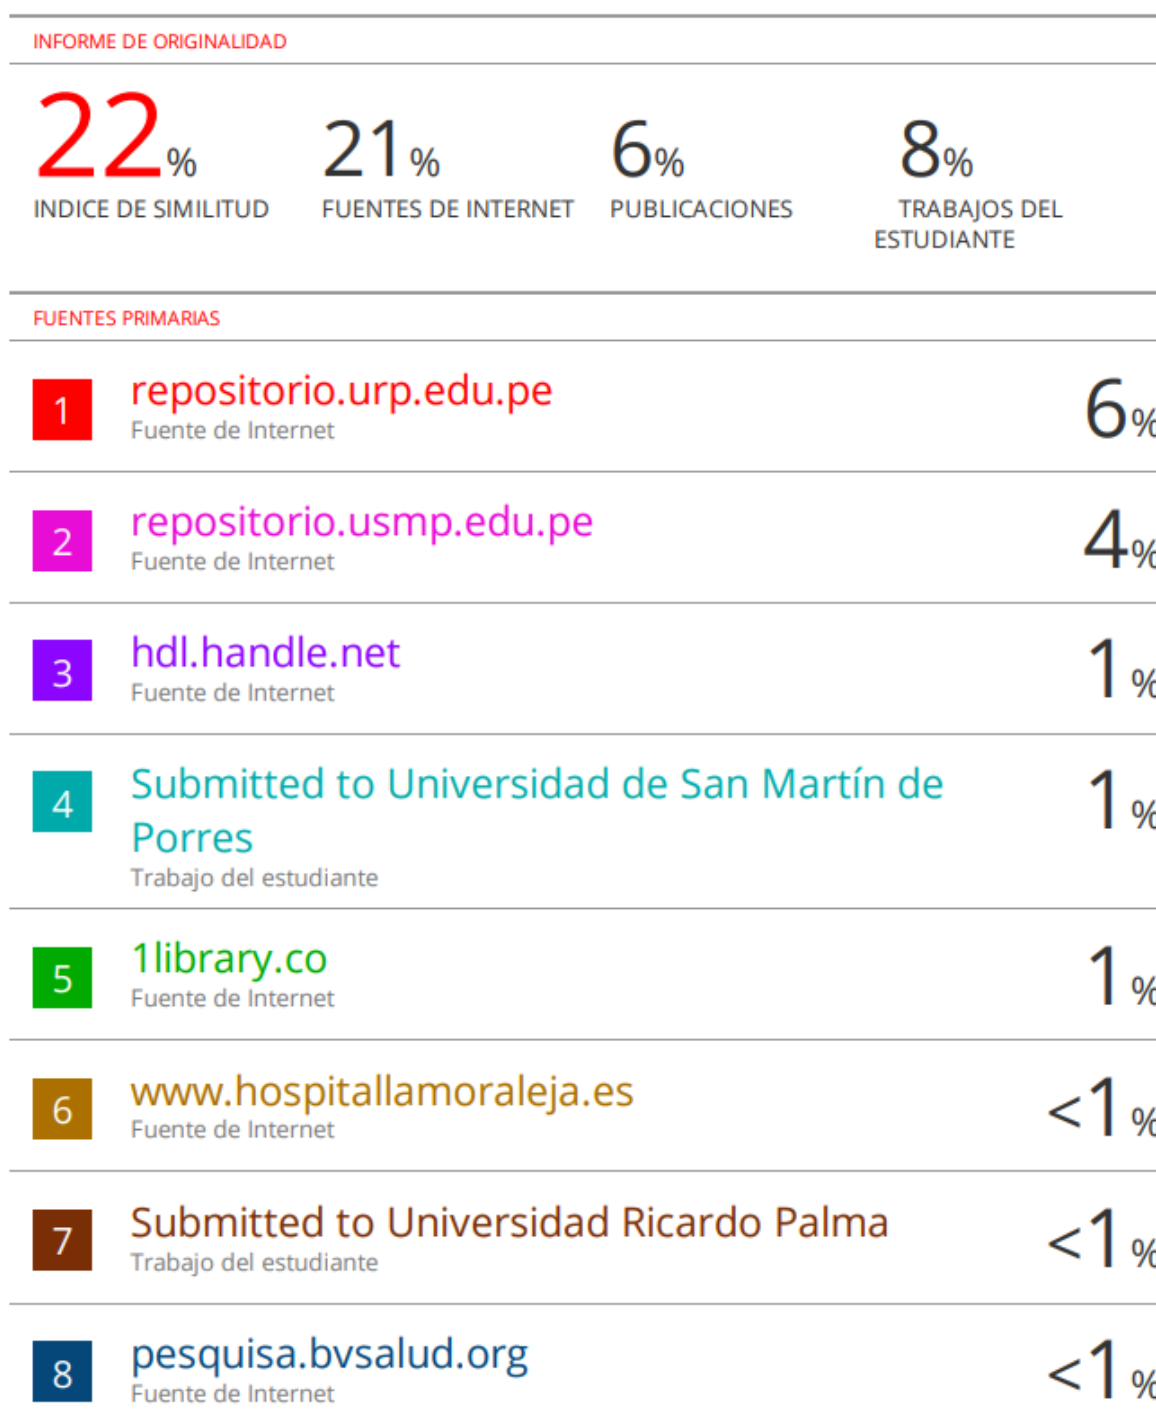 INFORME DE ORIGINALIDAD
22% 21% 6% 8%
INDICE DE SIMILITUD FUENTES DE INTERNET PUBLICACIONES TRABAJOS DEL
ESTUDIANTE
FUENTES PRIMARIAS
1 repositorio.urp.edu.pe 6%
Fuente de Internet
2 repositorio.usmp.edu.pe 4%
Fuente de Internet
3 hdl.handle.net 1%
Fuente de Internet
4 Submitted to Universidad de San Martín de 1%
Porres
Trabajo del estudiante
5 1library.co 1%
Fuente de Internet
6 www.hospitallamoraleja.es <1%
Fuente de Internet
7 Submitted to Universidad Ricardo Palma <1%
Trabajo del estudiante
8 pesquisa.bvsalud.org <1%
Fuente de Internet